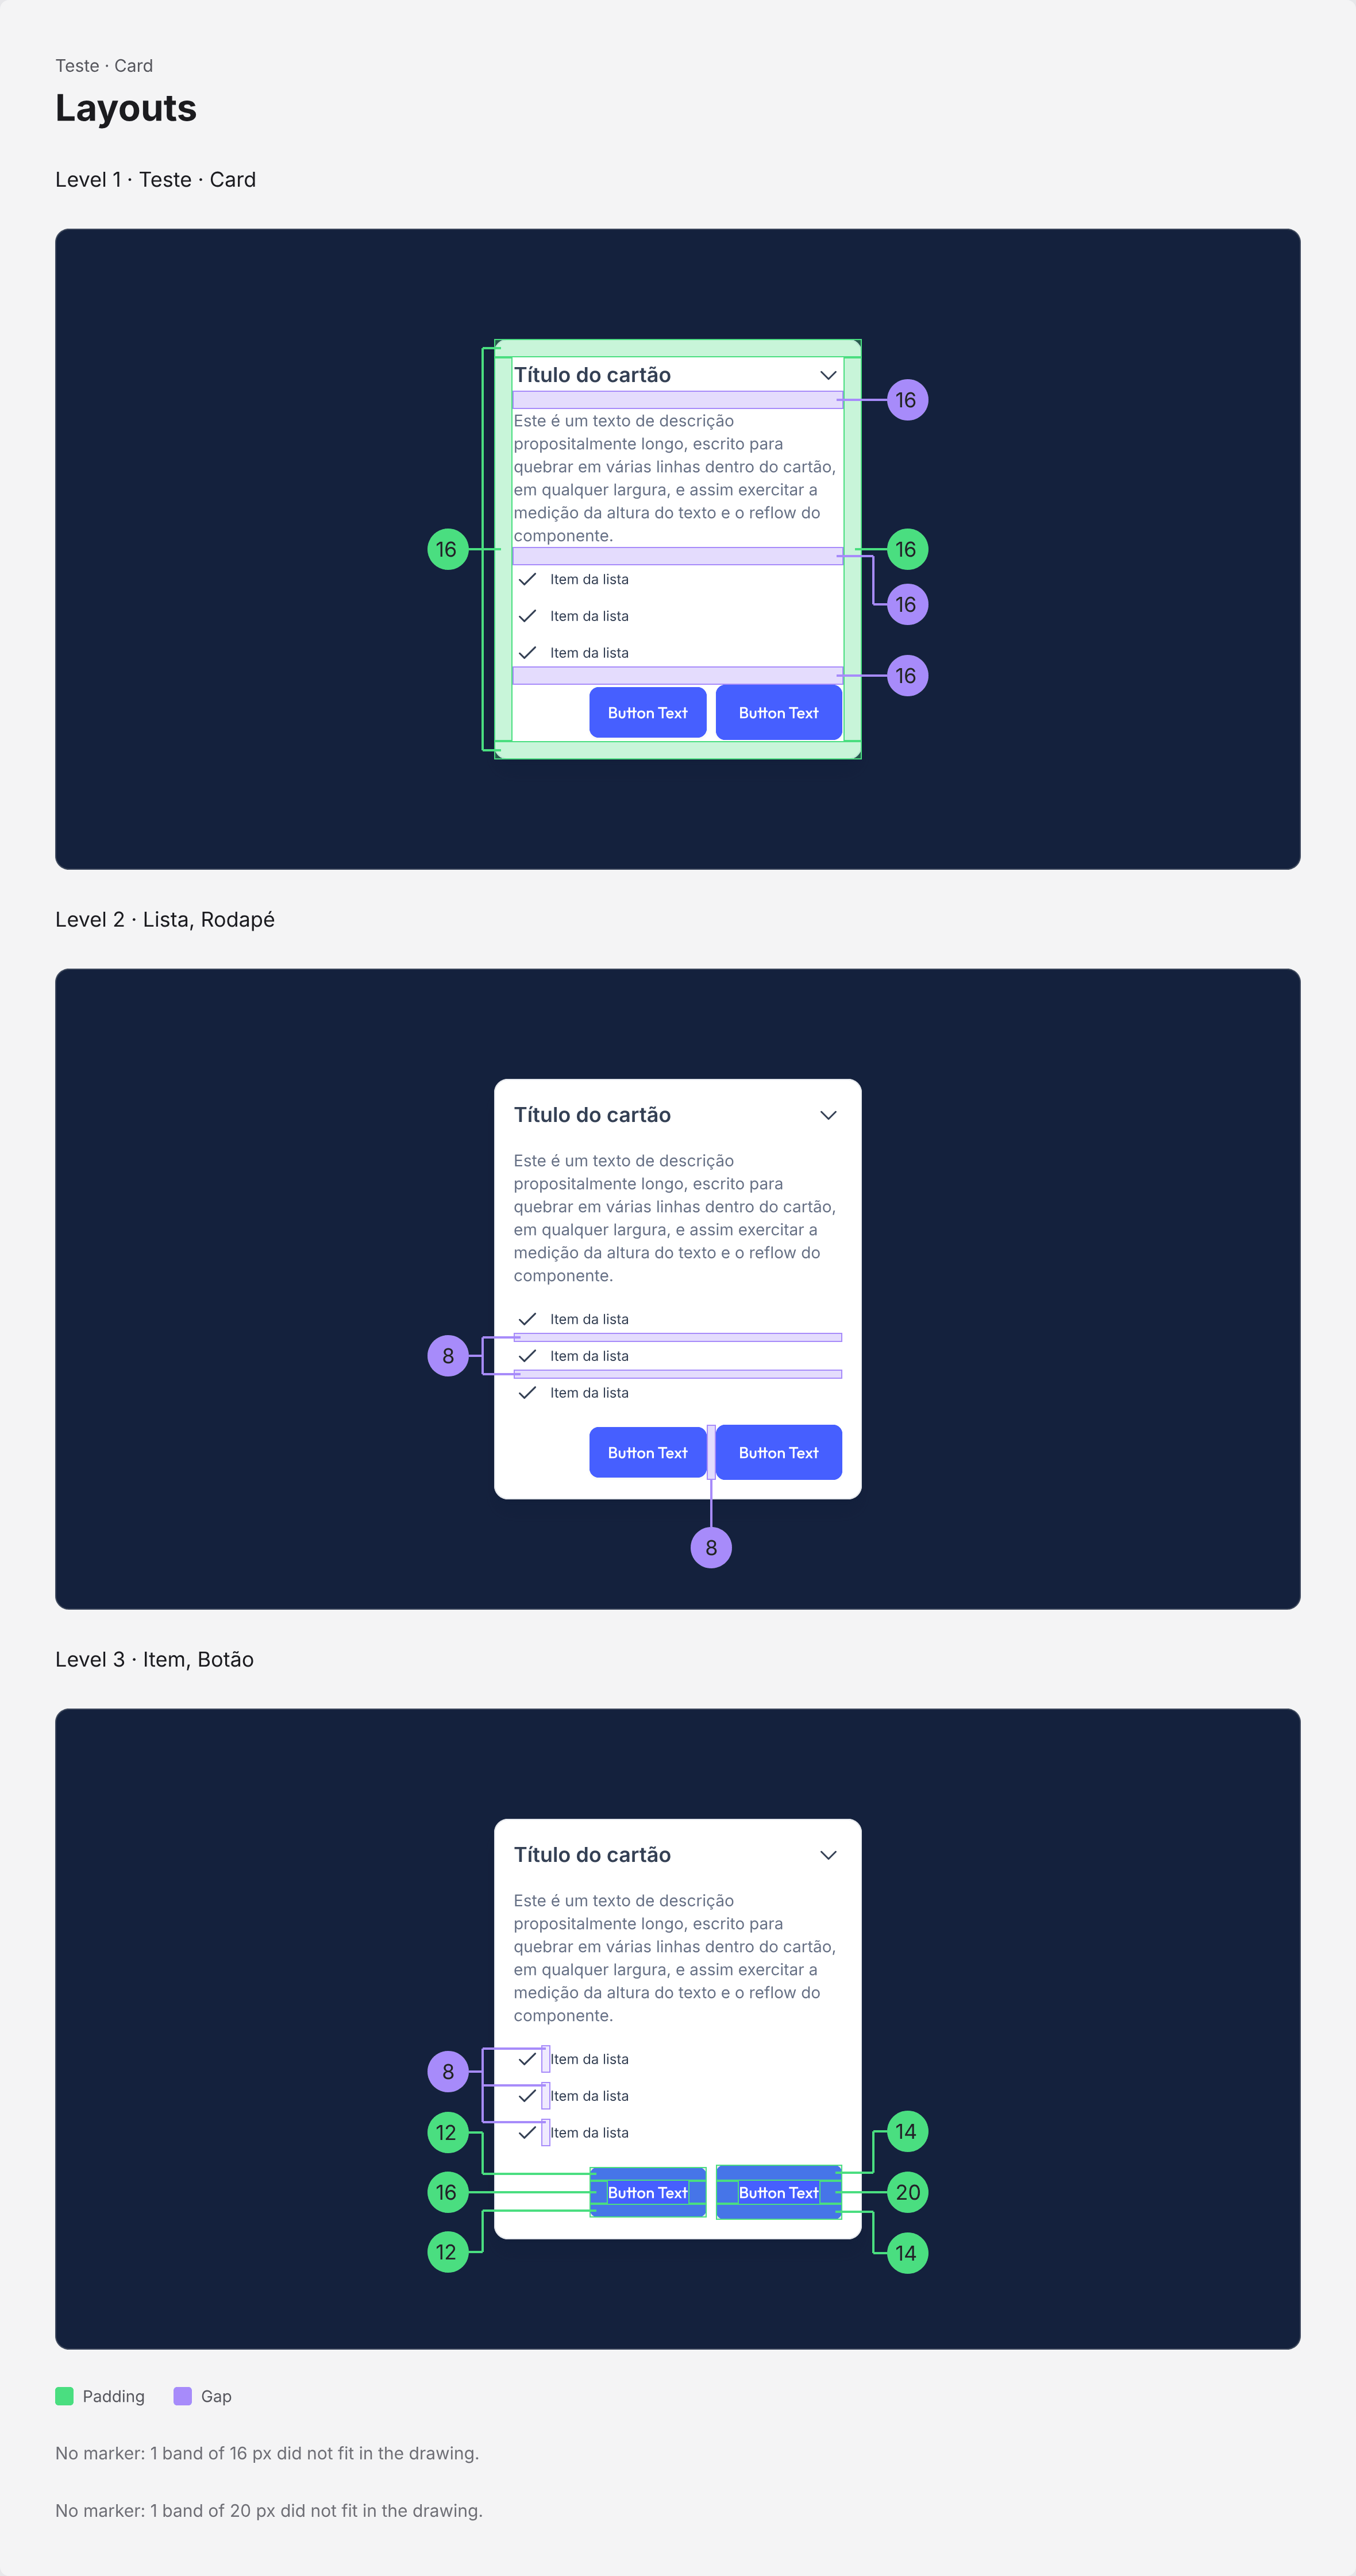 Teste · Card
Layouts
Level 1 · Teste · Card
Título do cartão
16
Este é um texto de descrição
propositalmente longo, escrito para
quebrar em várias linhas dentro do cartão,
em qualquer largura, e assim exercitar a
medição da altura do texto e o reflow do
componente.
16
16
Item da lista
16
Item da lista
Item da lista
16
Button Text
Button Text
Level 2 · Lista, Rodapé
Título do cartão
Este é um texto de descrição
propositalmente longo, escrito para
quebrar em várias linhas dentro do cartão,
em qualquer largura, e assim exercitar a
medição da altura do texto e o reflow do
componente.
Item da lista
8
Item da lista
Item da lista
Button Text
Button Text
8
Level 3 · Item, Botão
Título do cartão
Este é um texto de descrição
propositalmente longo, escrito para
quebrar em várias linhas dentro do cartão,
em qualquer largura, e assim exercitar a
medição da altura do texto e o reflow do
componente.
Item da lista
8
Item da lista
Item da lista
12
14
16
Button Text
Button Text
20
12
14
Padding
Gap
No marker: 1 band of 16 px did not fit in the drawing.
No marker: 1 band of 20 px did not fit in the drawing.